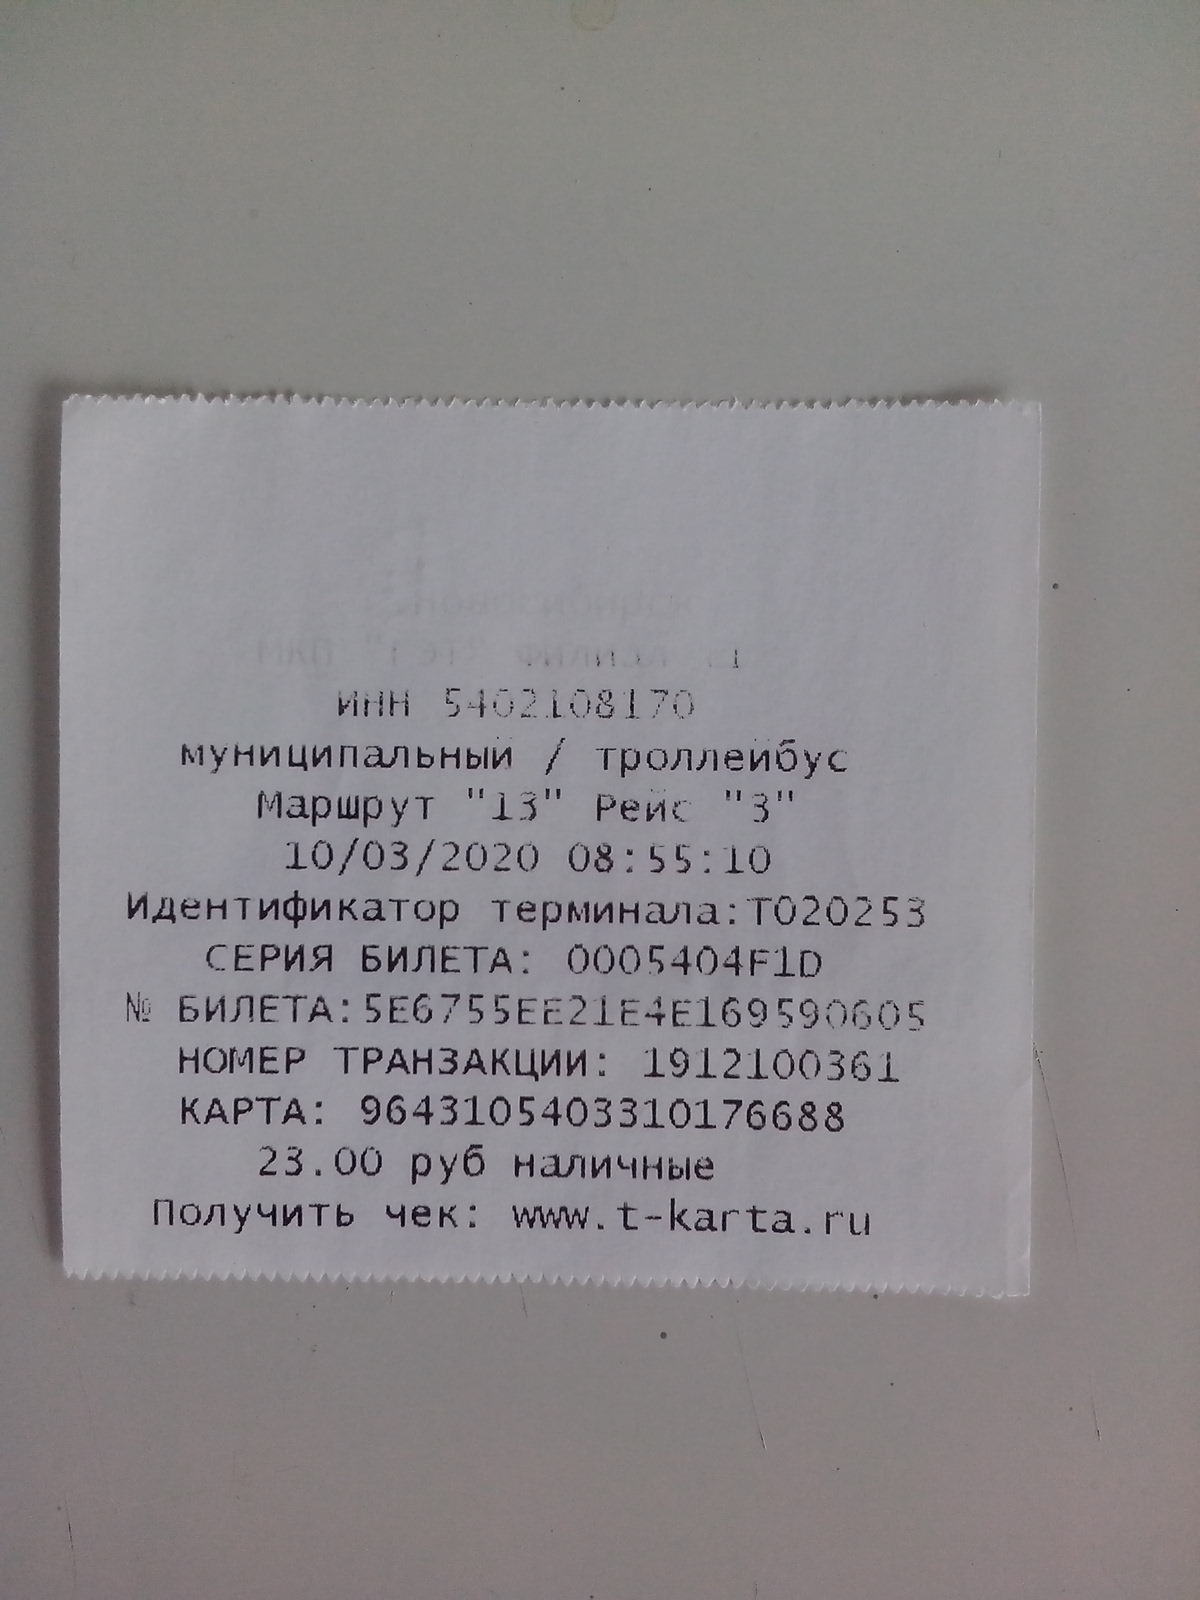 ИНН 5402108170
муниципальный / троллейбус
Маршрут "13" Рейс "3"
10/03/2020 08:55:10
Идентификатор терминала:T020253
СЕРИЯ БИЛЕТА: 0005404F1D
№ БИЛЕТА:5E6755EE21E4E169590605
НОМЕР ТРАНЗАКЦИИ: 1912100361
КАРТА: 9643105403310176688
23.00 руб наличные
Получить чек: www.t-karta.ru